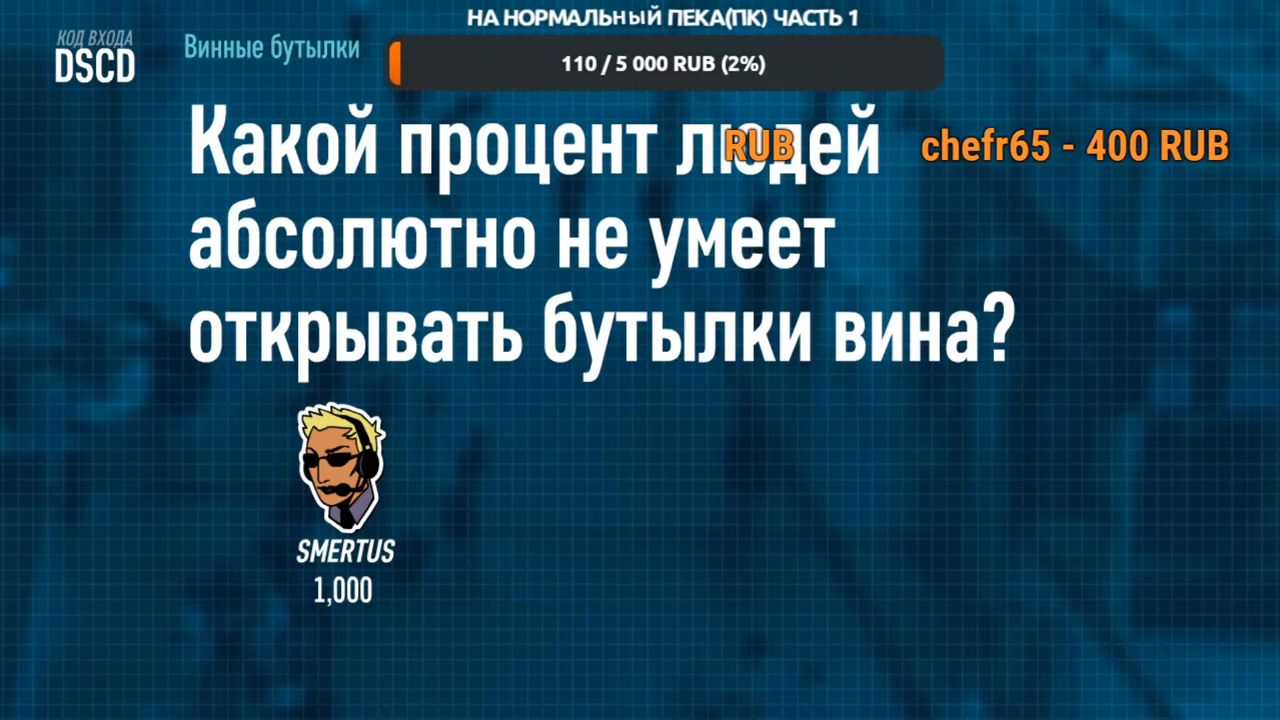 НА НОРМАЛЬНЫЙ ПЕКА(ПК) ЧАСТЬ 1
КОД ВХОДА
DSCD
Винные бутылки
110 / 5 000 RUB (2%)
Какой процент людей
RUB
chefr65 - 400 RUB
абсолютно не умеет
открывать бутылки вина?
SMERTUS
1,000